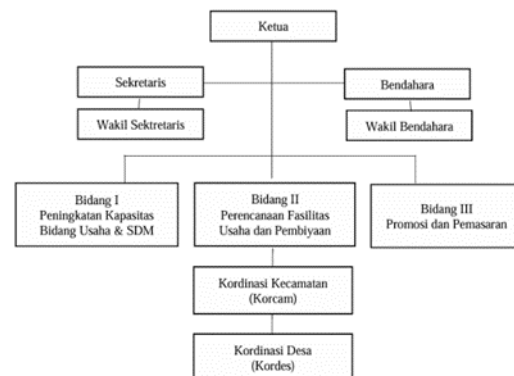 Ketua
Sekretaris
Bendahara
Wakil Sektretaris
Wakil Bendahara
Bidang I
Peningkatan Kapasitas
Bidang Usaha & SDM
Bidang II
Perencanaan Fasilitas
Usaha dan Pembiyaan
Bidang III
Promosi dan Pemasaran
Kordinasi Kecamatan
(Korcam)
Kordinasi Desa
(Kordes)